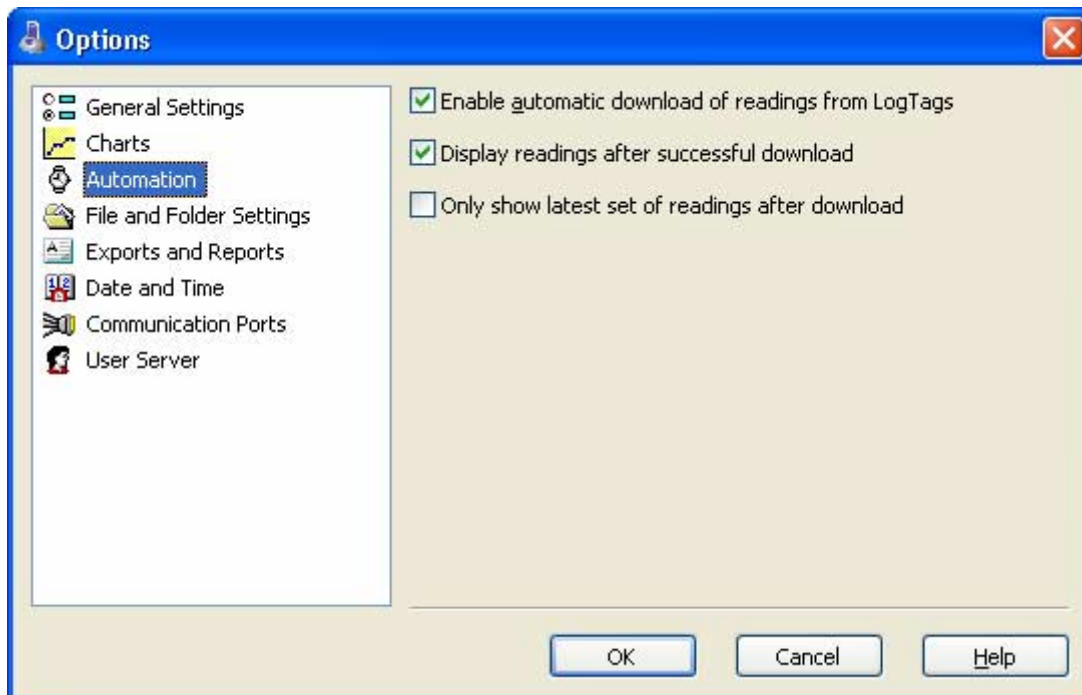 Options
General Settings
Charts
Automation
File and Folder Settings
Exports and Reports
Date and Time
Communication Ports
User Server
Enable automatic download of readings from LogTags
Display readings after successful download
Only show latest set of readings after download
OK
Cancel
Help